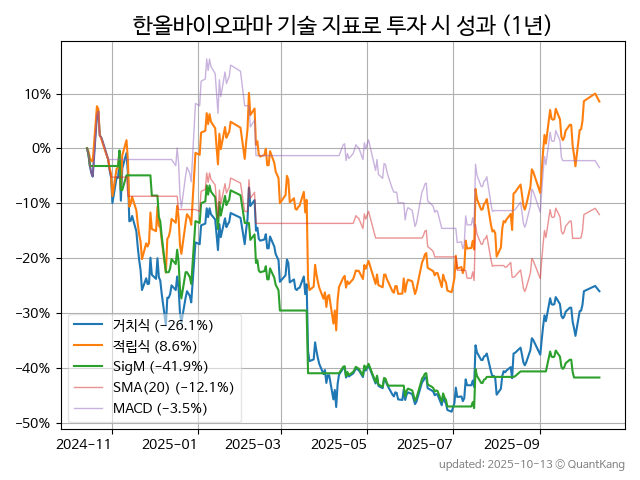 한올바이오파마 기술 지표로 투자 시 성과 (1년)
10%
0%
−10%
−20%
−30%
−40%
−50%
거치식 (−26.1%)
적립식 (8.6%)
SigM (−41.9%)
SMA(20) (−12.1%)
MACD (−3.5%)
2024−11 2025−01 2025−03 2025−05 2025−07 2025−09
updated: 2025-10-13 © QuantKang